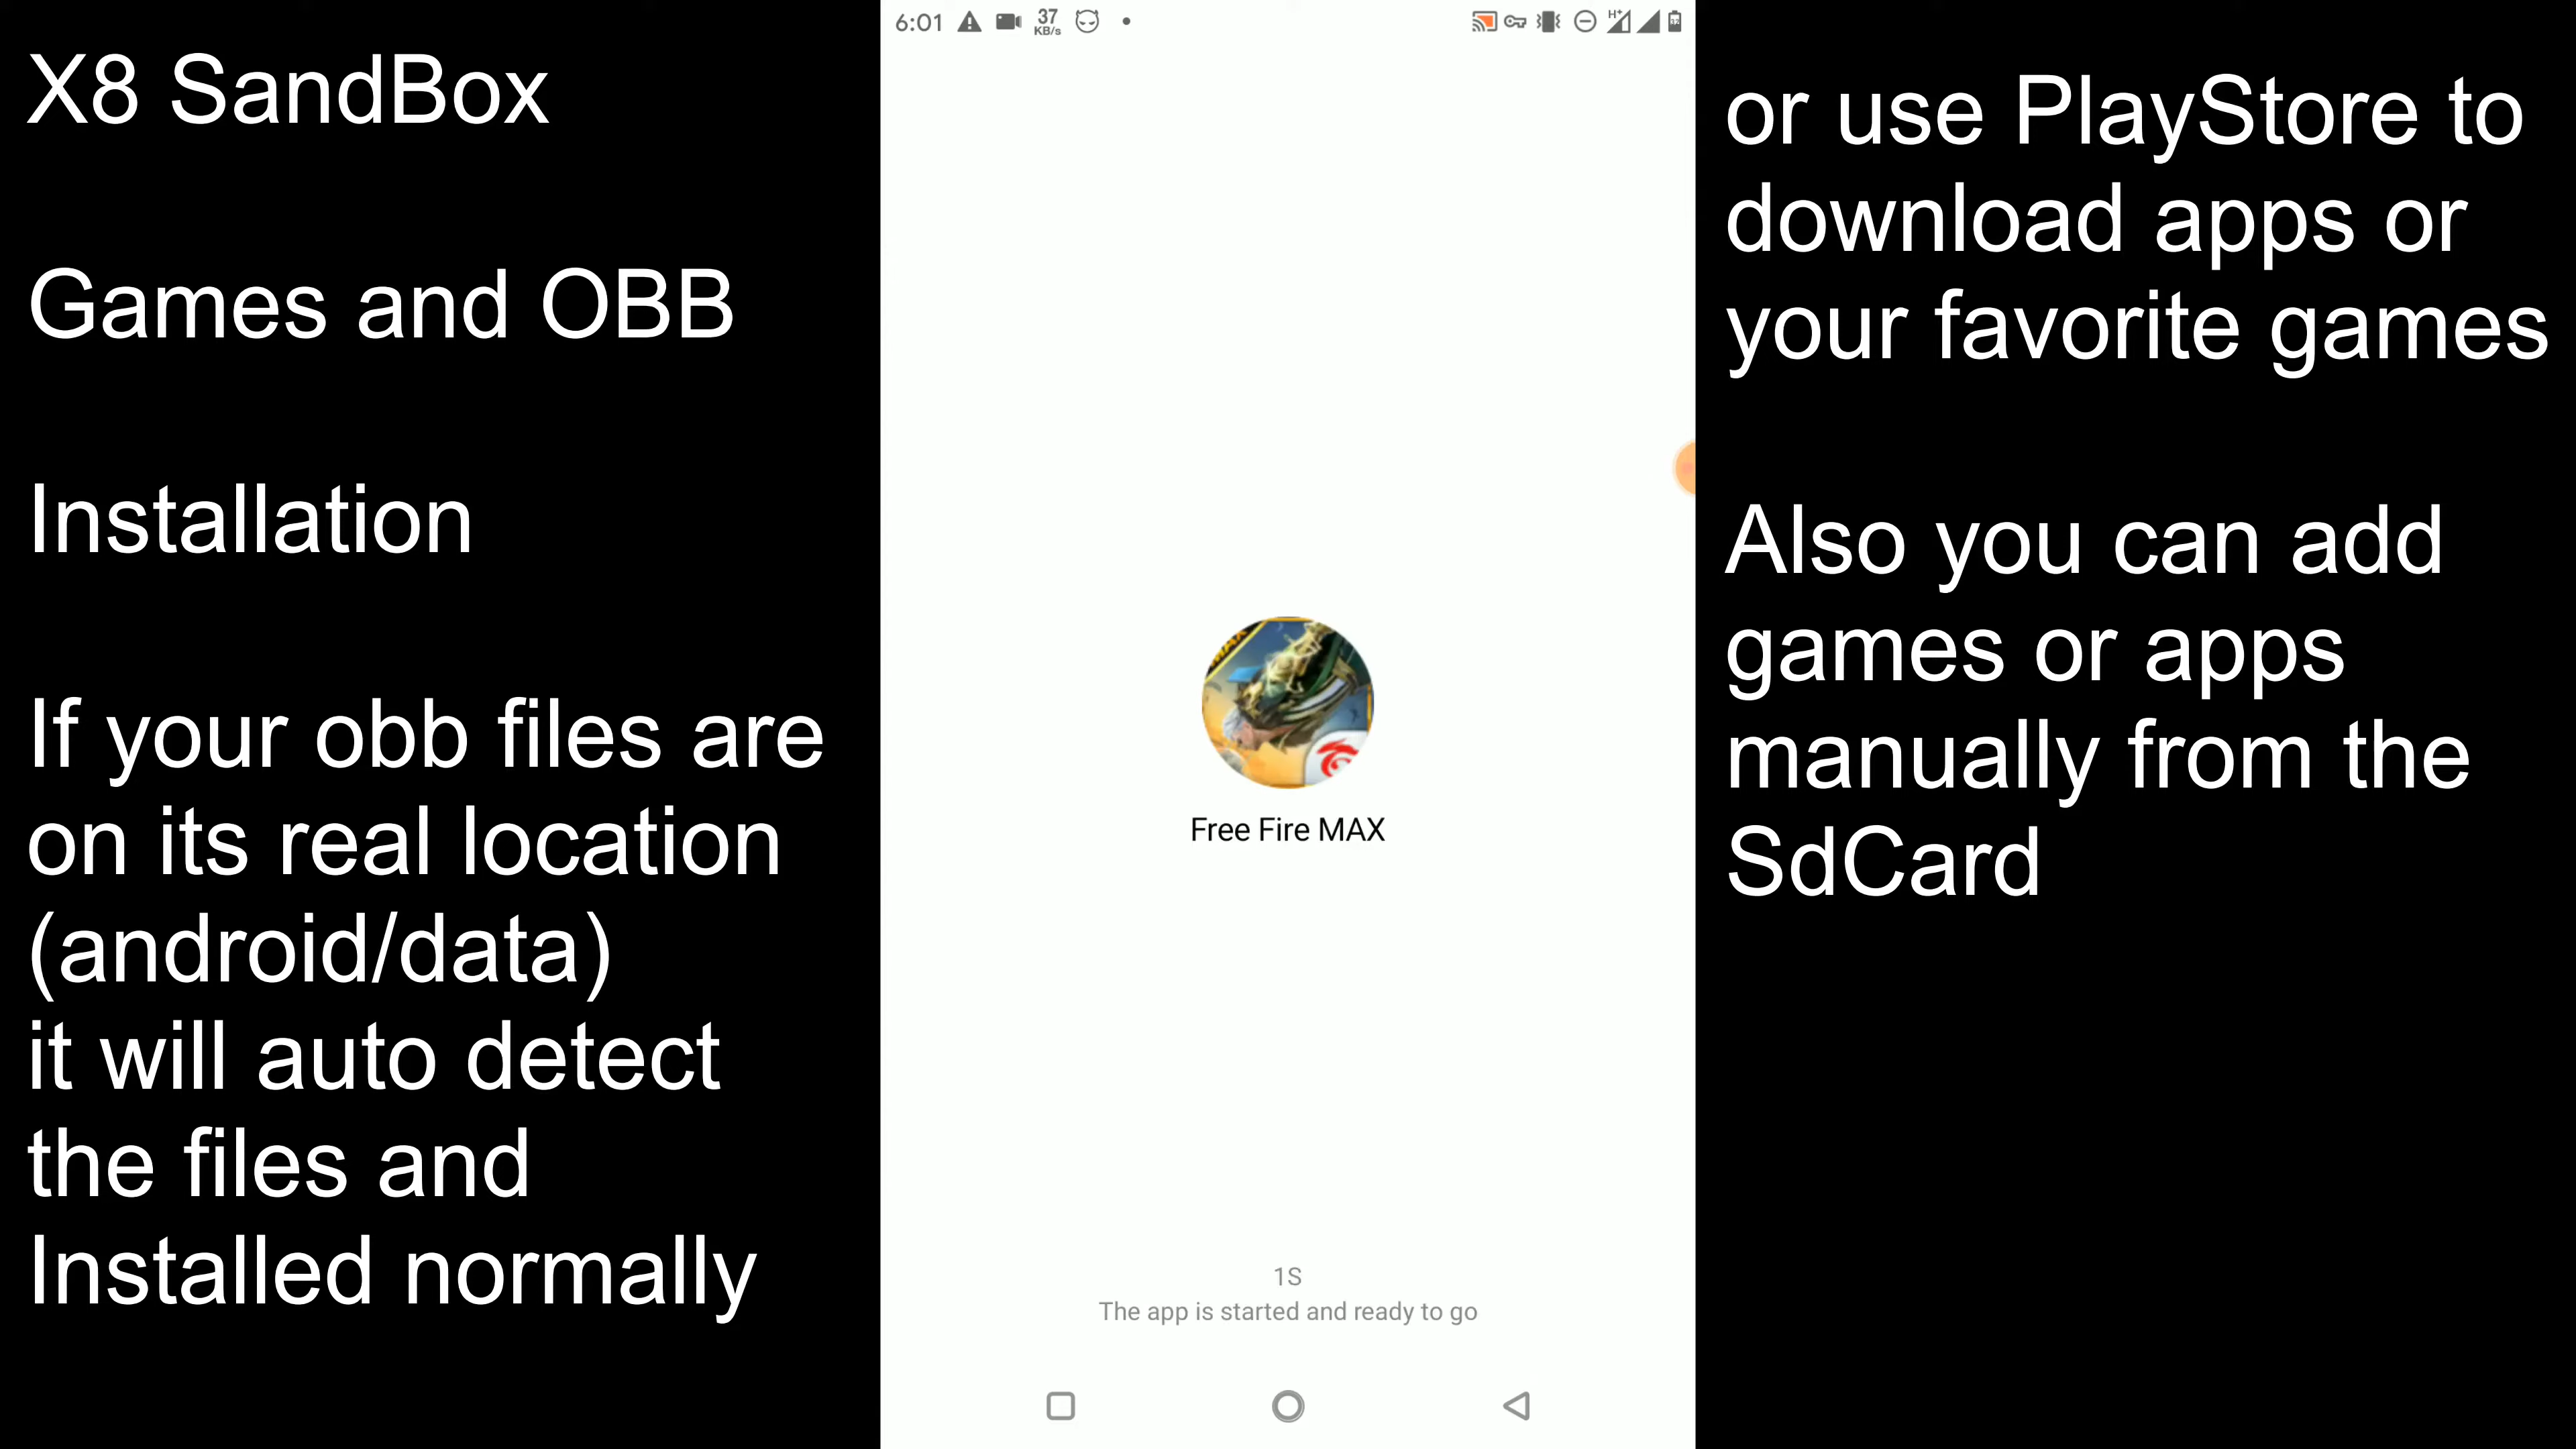 X8 SandBox
Games and OBB
Installation
If your obb files are
on its real location
(android/data)
it will auto detect
the files and
Installed normally
6:01
37
KB/s
H+
MAX
Free Fire MAX
1S
The app is started and ready to go
or use PlayStore to
download apps or
your favorite games
Also you can add
games or apps
manually from the
SdCard